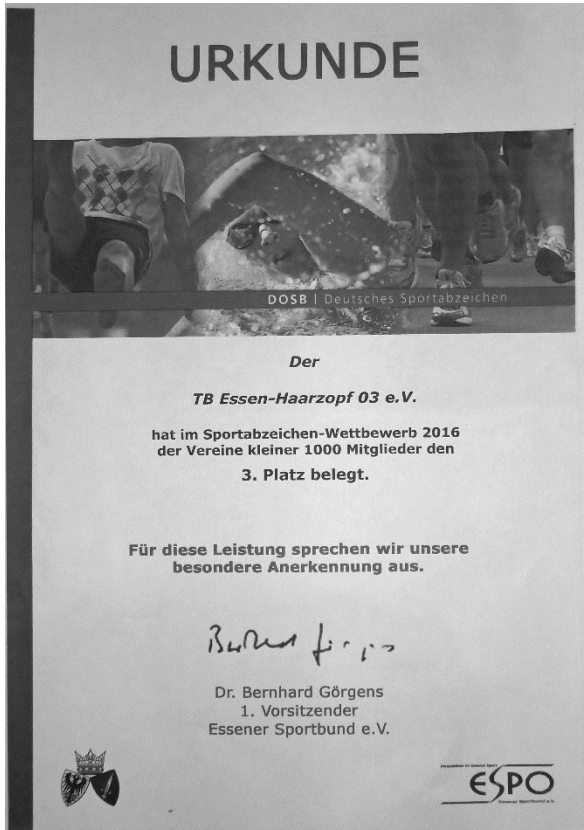 URKUNDE
DOSB | Deutsches Sportabzeichen
Der
TB Essen-Haarzopf 03 e.V.
hat im Sportabzeichen-Wettbewerb 2016
der Vereine kleiner 1000 Mitglieder den
3. Platz belegt.
Für diese Leistung sprechen wir unsere
besondere Anerkennung aus.
Dr. Bernhard Görgens
1. Vorsitzender
Essener Sportbund e.V.
ESPO
Essener Sportbund e.V.